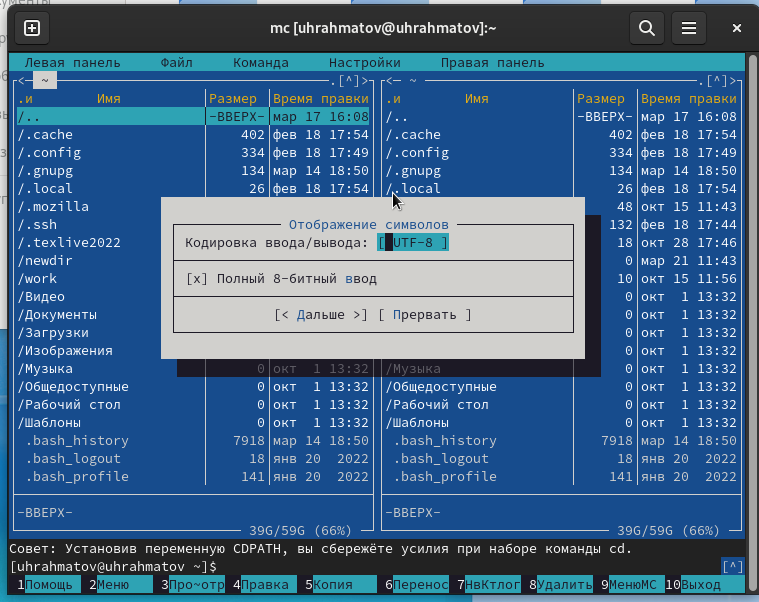 mc [uhrahmatov@uhrahmatov]:~
Левая панель Файл Команда Настройки Правая панель
<─ ~ .[^]> <─ ~ .[^]>
.и Имя Размер Время правки .и Имя Размер Время правки
/.. -ВВЕРХ- мар 17 16:08 /.. -ВВЕРХ- мар 17 16:08
/.cache 402 фев 18 17:54 /.cache 402 фев 18 17:54
/.config 334 фев 18 17:49 /.config 334 фев 18 17:49
/.gnupg 134 мар 14 18:50 /.gnupg 134 мар 14 18:50
/.local 26 фев 18 17:54 /.local 26 фев 18 17:54
/.mozilla 48 окт 15 11:43
/.ssh 132 фев 18 17:44
Отображение символов
/.texlive2022 Кодировка ввода/вывода: [ UTF-8 ] 18 окт 28 17:46
/newdir 0 мар 21 11:43
/work [x] Полный 8-битный ввод 10 окт 15 11:56
/Видео 0 окт 1 13:32
/Документы [< Дальше >] [ Прервать ] 0 окт 1 13:32
/Загрузки 0 окт 1 13:32
/Изображения 0 окт 1 13:32
/Музыка 0 окт 1 13:32 /Музыка 0 окт 1 13:32
/Общедоступные 0 окт 1 13:32 /Общедоступные 0 окт 1 13:32
/Рабочий стол 0 окт 1 13:32 /Рабочий стол 0 окт 1 13:32
/Шаблоны 0 окт 1 13:32 /Шаблоны 0 окт 1 13:32
.bash_history 7918 мар 14 18:50 .bash_history 7918 мар 14 18:50
.bash_logout 18 янв 20 2022 .bash_logout 18 янв 20 2022
.bash_profile 141 янв 20 2022 .bash_profile 141 янв 20 2022
-ВВЕРХ- -ВВЕРХ-
39G/59G (66%) 39G/59G (66%)
Совет: Установив переменную CDPATH, вы сбережёте усилия при наборе команды cd.
[uhrahmatov@uhrahmatov ~]$ [^]
1Помощь 2Меню 3Про~отр 4Правка 5Копия 6Перенос 7НвКтлог 8Удалить 9МенюМС 10Выход